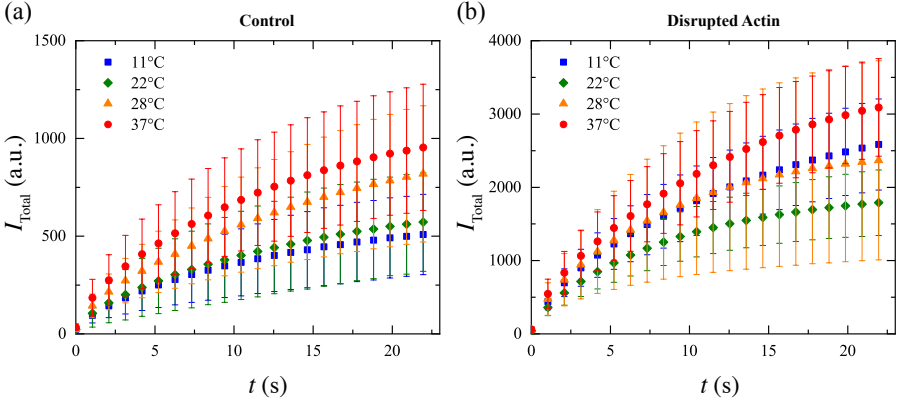 (a)
Control
1500
1000
500
0
I_Total (a.u.)
11°C
22°C
28°C
37°C
0 5 10 15 20
t (s)
(b)
Disrupted Actin
4000
3000
2000
1000
0
I_Total (a.u.)
11°C
22°C
28°C
37°C
0 5 10 15 20
t (s)